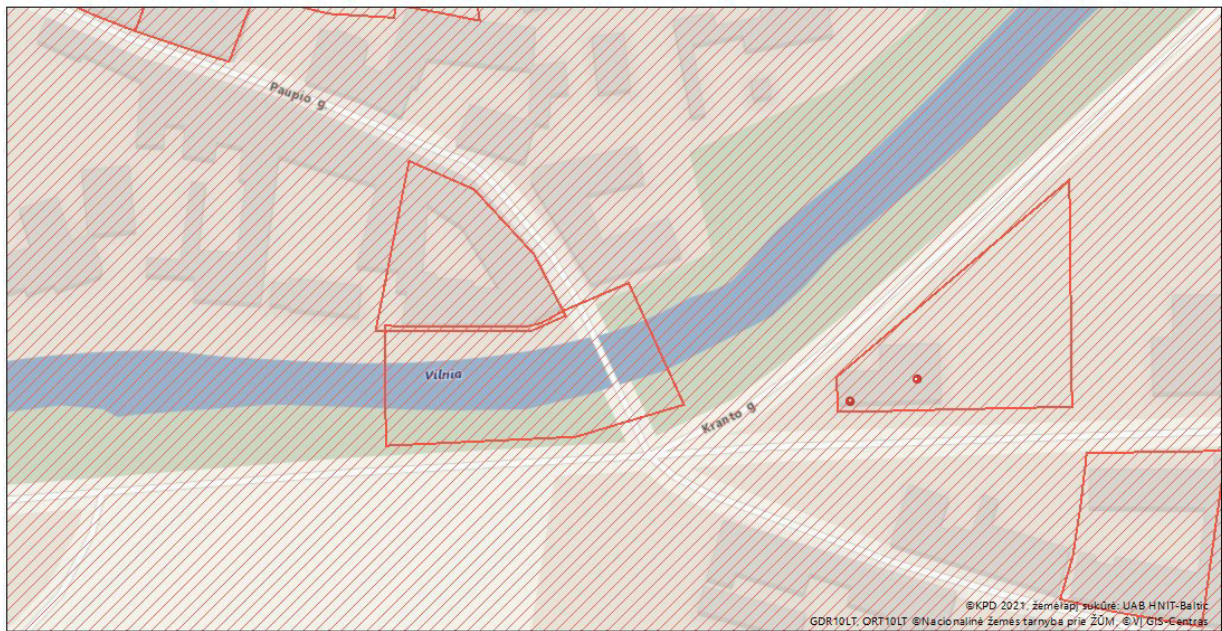 Paupio g.
Vilnia
Kranto g.
©KPD 2021, žemėlapį sukūrė: UAB HNIT-Baltic
GDR10LT, ORT10LT ©Nacionalinė žemės tarnyba prie ŽŪM, ©VĮ GIS-Centras